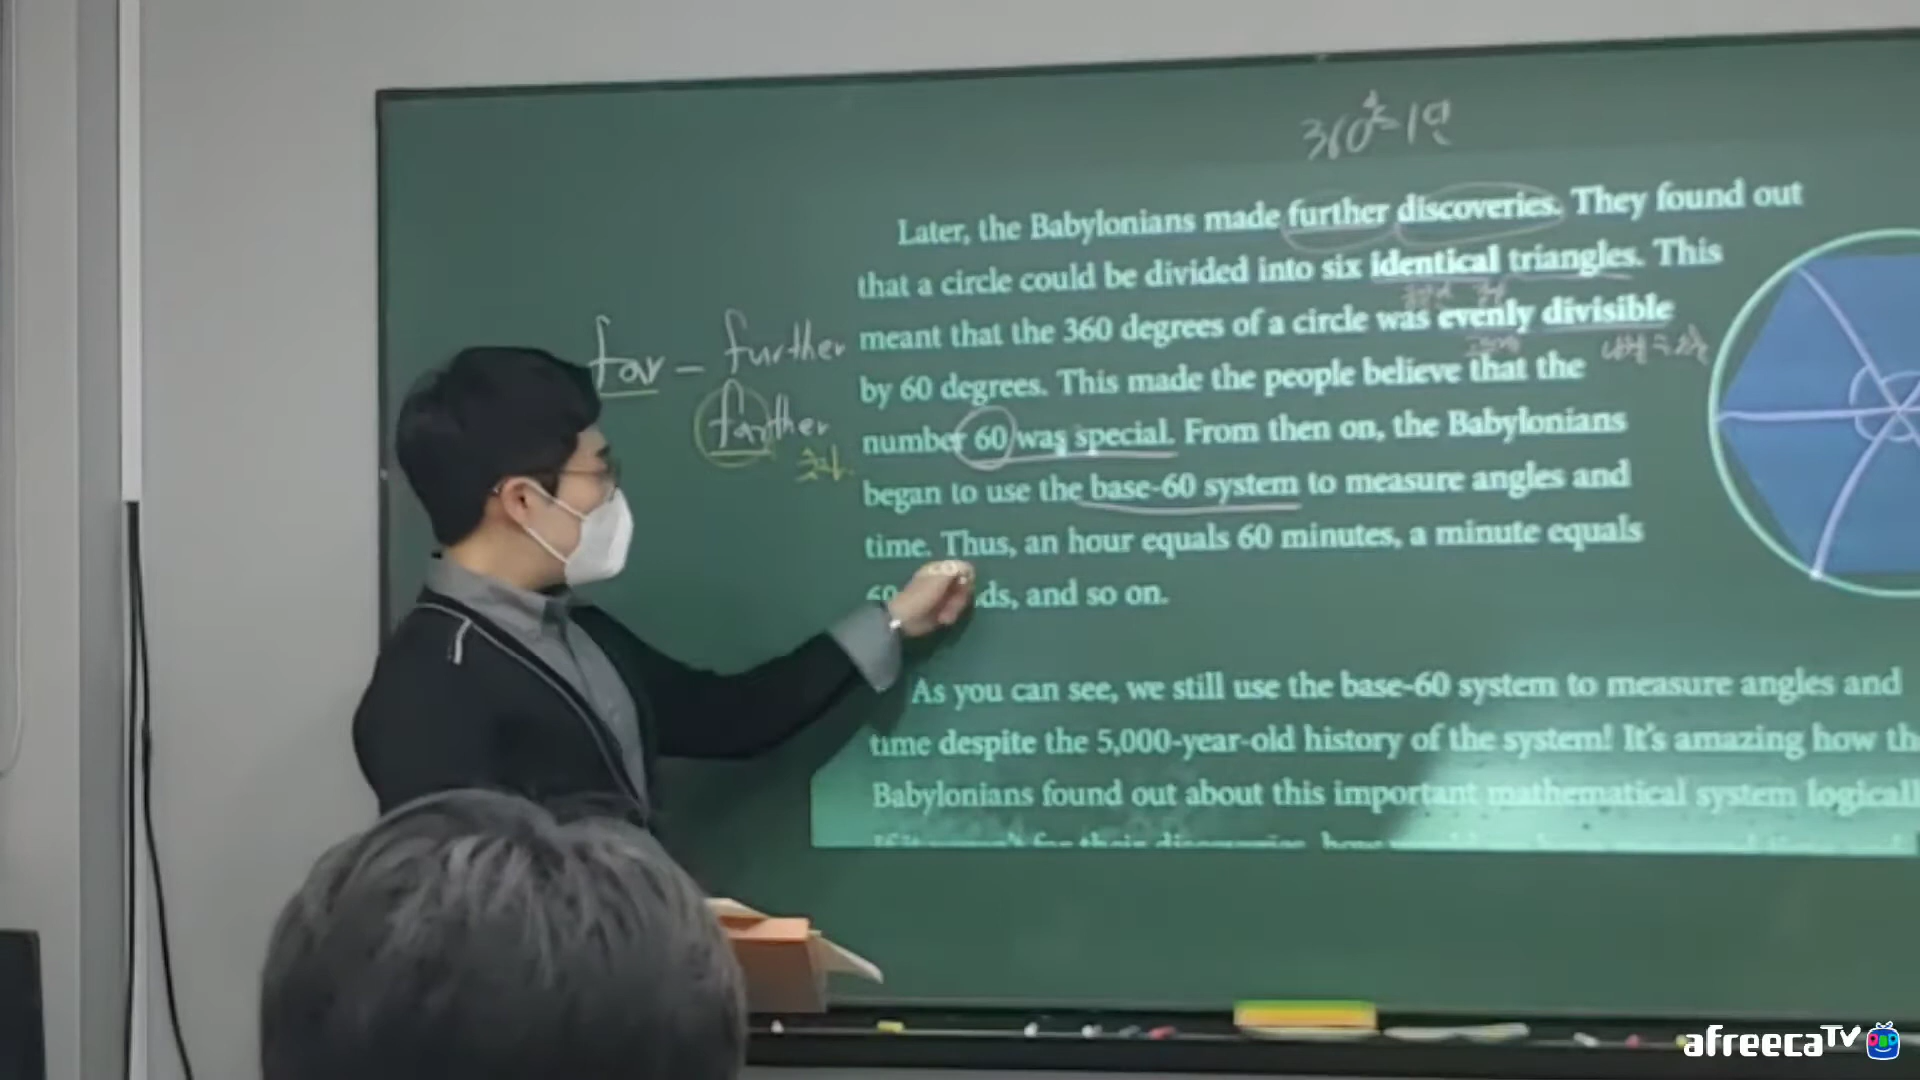 360
Later, the Babylonians made further discoveries. They found out
that a circle could be divided into six identical triangles. This
meant that the 360 degrees of a circle was evenly divisible
by 60 degrees. This made the people believe that the
number 60 was special. From then on, the Babylonians
began to use the base-60 system to measure angles and
time. Thus, an hour equals 60 minutes, a minute equals
60 ds, and so on.
far - further
farther
As you can see, we still use the base-60 system to measure angles and
time despite the 5,000-year-old history of the system! It's amazing how th
Babylonians found out about this important mathematical system logicall
afreecaTV